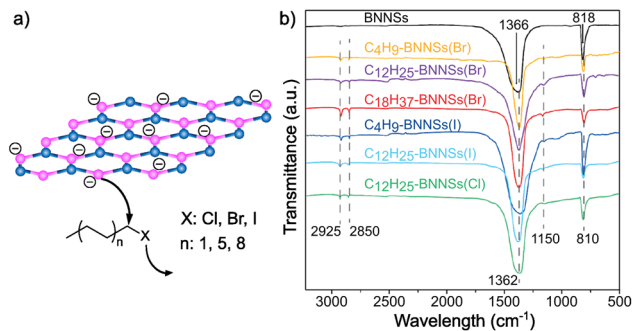 a)
⊖ ⊖ ⊖
⊖ ⊖
⊖ ⊖
⊖ ⊖
n
X
X: Cl, Br, I
n: 1, 5, 8
b)
BNNSs
1366
818
C4H9-BNNSs(Br)
C12H25-BNNSs(Br)
C18H37-BNNSs(Br)
C4H9-BNNSs(I)
C12H25-BNNSs(I)
C12H25-BNNSs(Cl)
2925
2850
1362
1150
810
Transmittance (a.u.)
3000 2500 2000 1500 1000 500
Wavelength (cm-1)